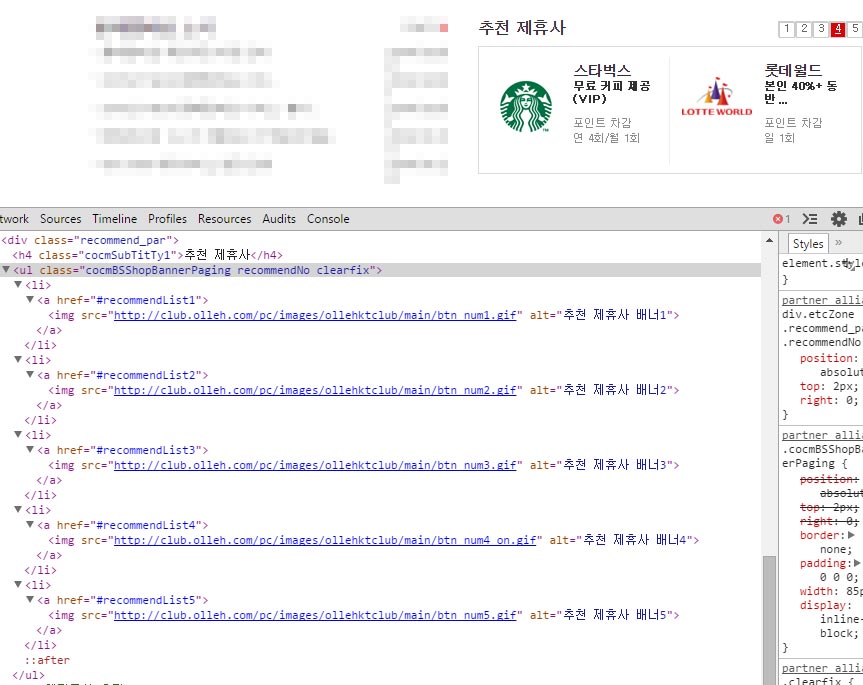 추천 제휴사
1 2 3 4 5
스타벅스
무료 커피 제공
(VIP)
포인트 차감
연 4회/월 1회
LOTTE WORLD
롯데월드
본인 40%+ 동
반 ...
포인트 차감
일 1회
twork Sources Timeline Profiles Resources Audits Console
1
<div class="recommend_par">
<h4 class="cocmSubTitTy1">추천 제휴사</h4>
<ul class="cocmBSShopBannerPaging recommendNo clearfix">
<li>
<a href="#recommendList1">
<img src="http://club.olleh.com/pc/images/ollehktclub/main/btn_num1.gif" alt="추천 제휴사 배너1">
</a>
</li>
<li>
<a href="#recommendList2">
<img src="http://club.olleh.com/pc/images/ollehktclub/main/btn_num2.gif" alt="추천 제휴사 배너2">
</a>
</li>
<li>
<a href="#recommendList3">
<img src="http://club.olleh.com/pc/images/ollehktclub/main/btn_num3.gif" alt="추천 제휴사 배너3">
</a>
</li>
<li>
<a href="#recommendList4">
<img src="http://club.olleh.com/pc/images/ollehktclub/main/btn_num4_on.gif" alt="추천 제휴사 배너4">
</a>
</li>
<li>
<a href="#recommendList5">
<img src="http://club.olleh.com/pc/images/ollehktclub/main/btn_num5.gif" alt="추천 제휴사 배너5">
</a>
</li>
::after
</ul>
Styles »
element.style
}
partner_allia
div.etcZone
.recommend_pa
.recommendNo
position:
absolut
top: 2px;
right: 0;
}
partner_allia
.cocmBSShopBa
erPaging {
position:
absolut
top: 2px;
right: 0;
border:
none;
padding:
0 0 0;
width: 85p
display:
inline-
block;
}
partner_allia
.clearfix {